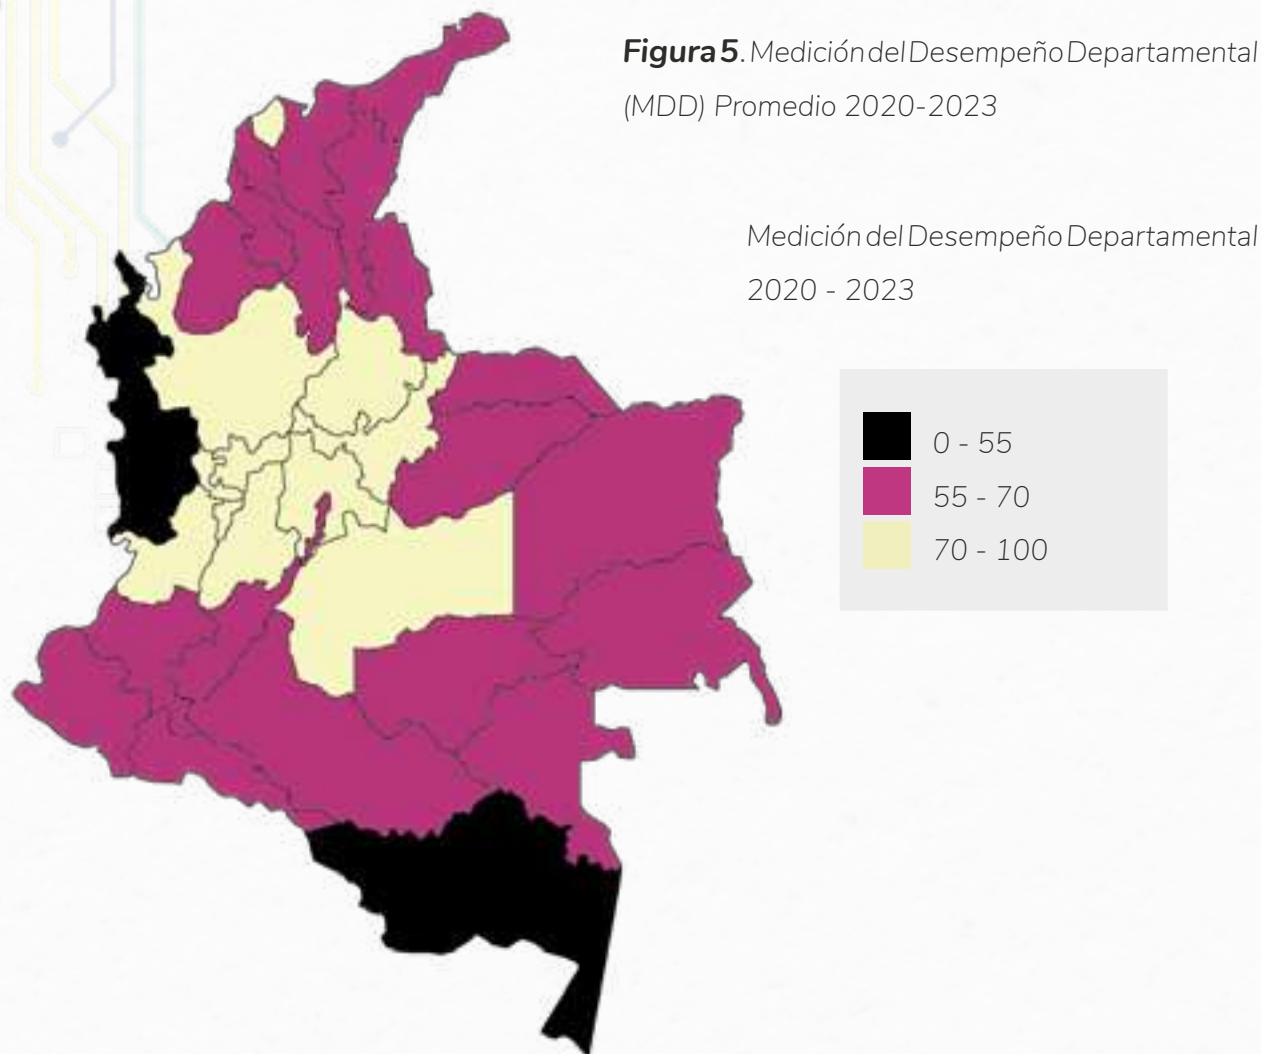 Figura 5. Medición del Desempeño Departamental
(MDD) Promedio 2020-2023
Medición del Desempeño Departamental
2020 - 2023
0 - 55
55 - 70
70 - 100